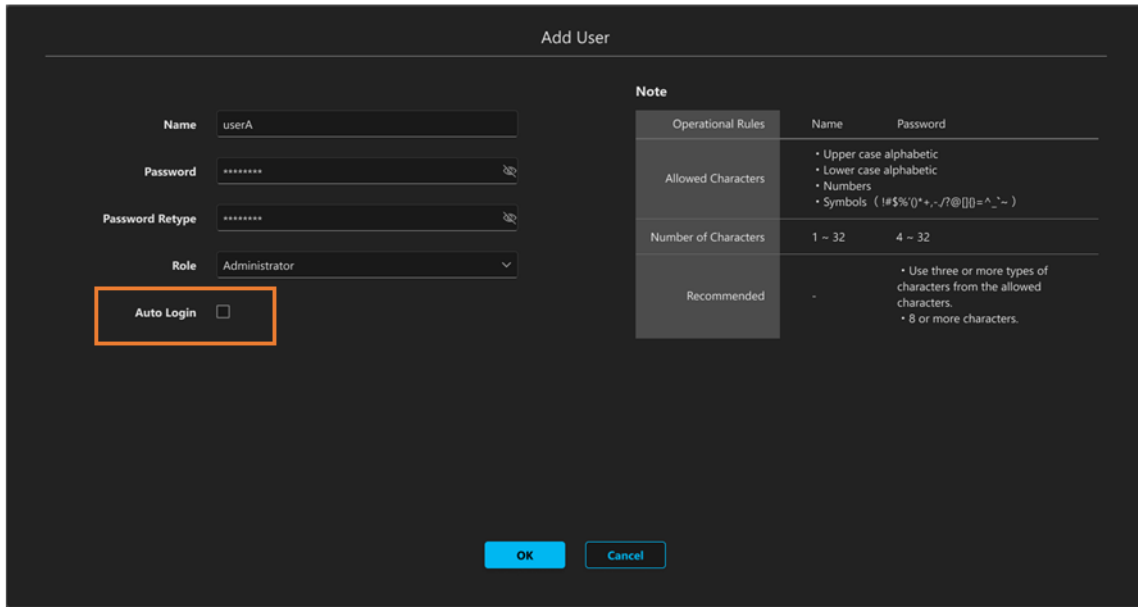 Add User
Name userA
Password ********
Password Retype ********
Role Administrator
Auto Login
Note
Operational Rules Name Password
Allowed Characters
・Upper case alphabetic
・Lower case alphabetic
・Numbers
・Symbols ( !#$%'()*+,-./?@[]{}=^_`~ )
Number of Characters 1 ~ 32 4 ~ 32
Recommended -
・Use three or more types of
characters from the allowed
characters.
・8 or more characters.
OK Cancel